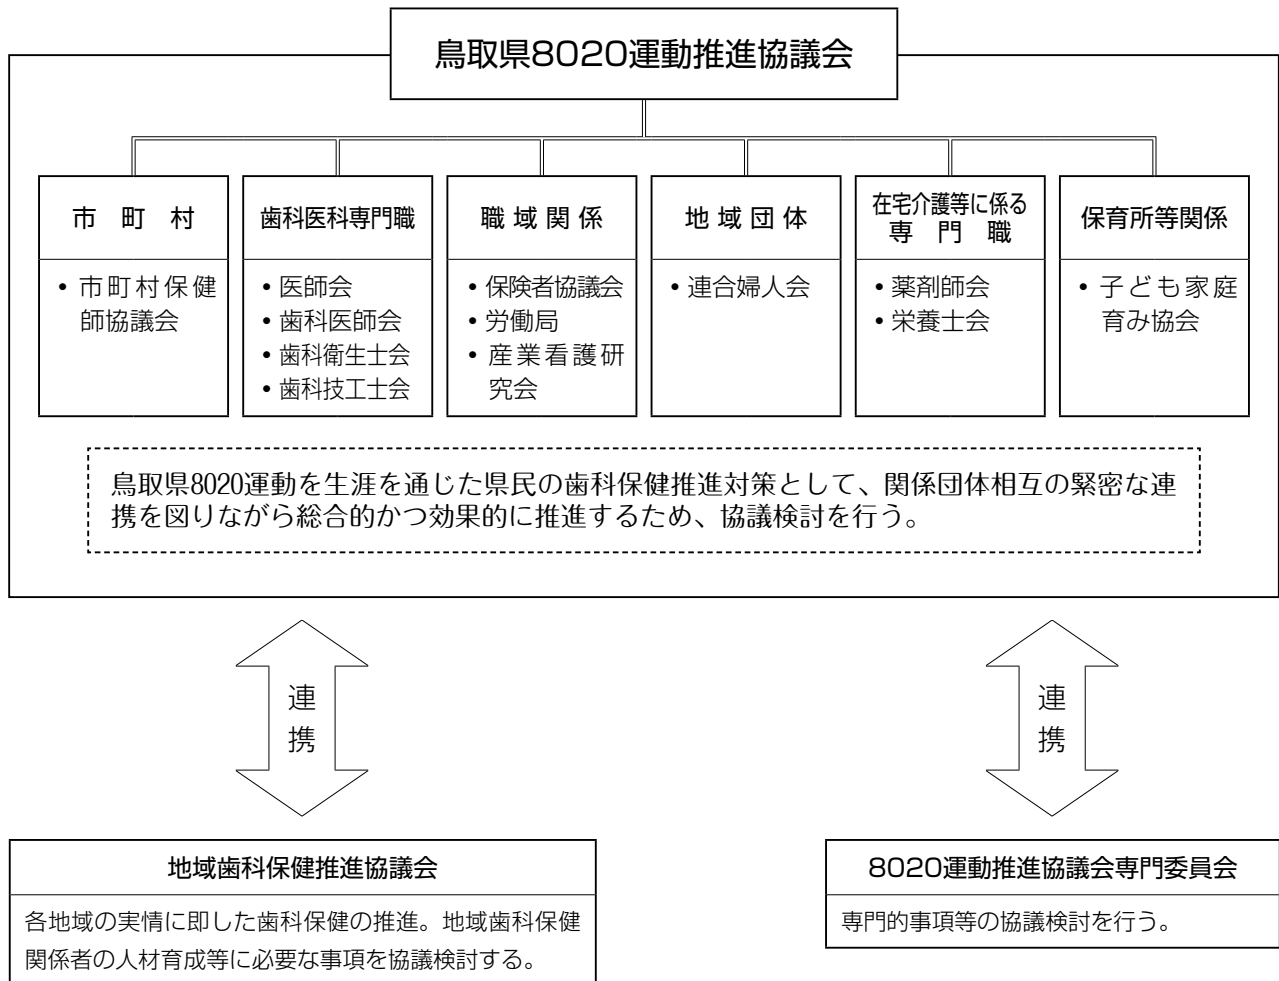 鳥取県8020運動推進協議会
市町村
・市町村保健
師協議会
歯科医科専門職
・医師会
・歯科医師会
・歯科衛生士会
・歯科技工士会
職域関係
・保険者協議会
・労働局
・産業看護研
究会
地域団体
・連合婦人会
在宅介護等に係る
専門職
・薬剤師会
・栄養士会
保育所等関係
・子ども家庭
育み協会
鳥取県8020運動を生涯を通じた県民の歯科保健推進対策として、関係団体相互の緊密な連
携を図りながら総合的かつ効果的に推進するため、協議検討を行う。
連携
連携
地域歯科保健推進協議会
各地域の実情に即した歯科保健の推進。地域歯科保健
関係者の人材育成等に必要な事項を協議検討する。
8020運動推進協議会専門委員会
専門的事項等の協議検討を行う。